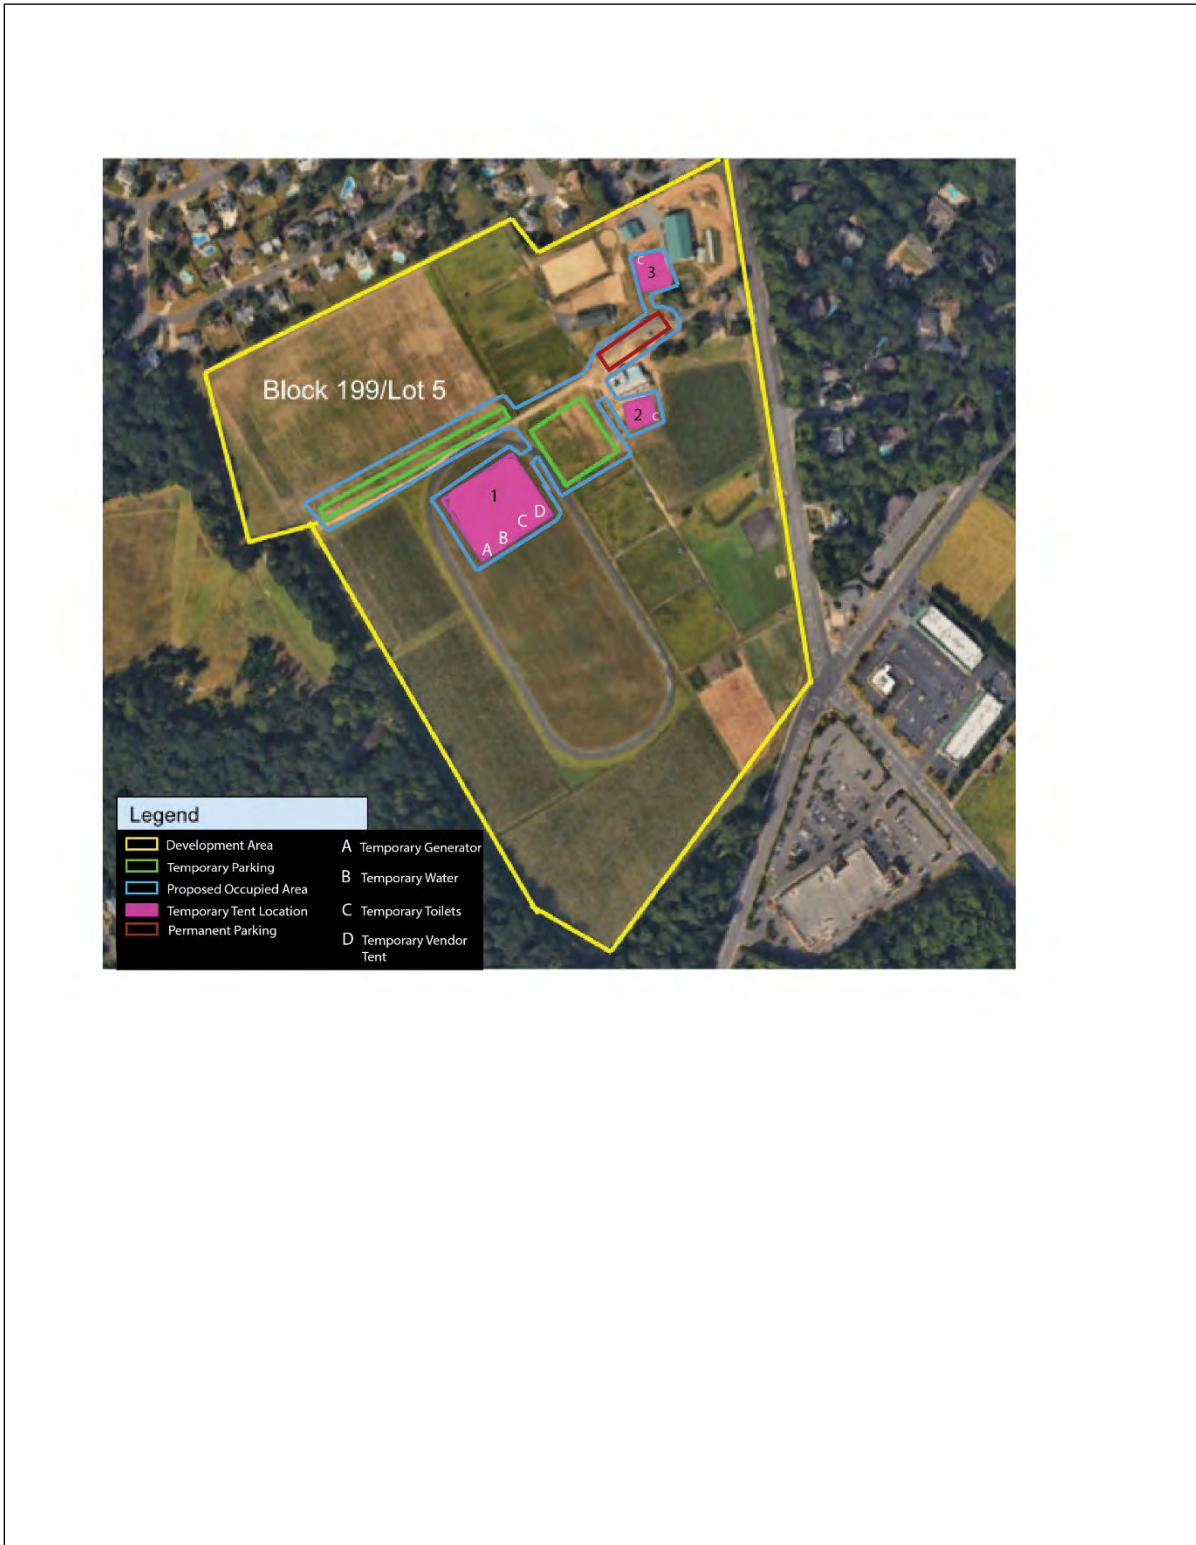 C
3
Block 199/Lot 5
2
C
1
D
C
B
A
Legend
Development Area
Temporary Parking
Proposed Occupied Area
Temporary Tent Location
Permanent Parking
A Temporary Generator
B Temporary Water
C Temporary Toilets
D Temporary Vendor
Tent